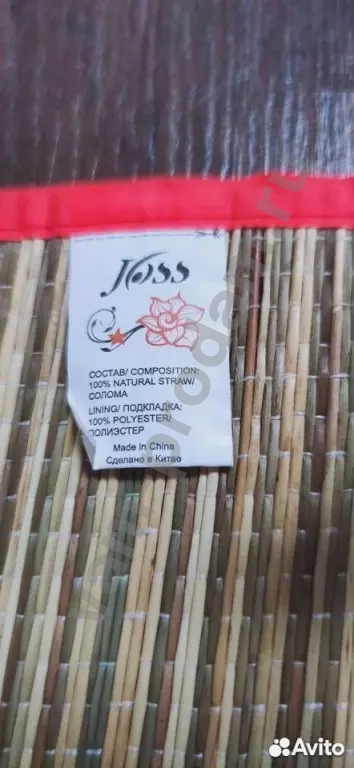 Joss
СОСТАВ/ COMPOSITION:
100% NATURAL STRAW/
СОЛОМА
LINING/ ПОДКЛАДКА:
100% POLYESTER/
ПОЛИЭСТЕР
Made in China
Сделано в Китае
Avito